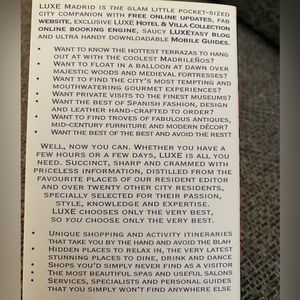 LUXE Madrid is the glam little pocket-sized
city companion with free online updates, fab
website, exclusive LUXE Hotel & Villa Collection
online booking engine, saucy LUXEtasy blog
and ultra handy downloadable Mobile Guides.
• Want to know the hottest terrazas to hang
out at with the coolest Madrileños?
• Want to float in a balloon at dawn over
majestic woods and medieval fortresses?
• Want to find the city's most tempting and
mouthwatering gourmet experiences?
• Want private visits to the finest museums?
• Want the best of Spanish fashion, design
and leather hand-crafted to order?
• Want to find troves of fabulous antiques,
mid-century furniture and modern décor?
• Want the best of the best and avoid the rest?
Well, now you can. Whether you have a
few hours or a few days, LUXE is all you
need. Succinct, sharp and crammed with
priceless information, distilled from the
favourite places of our resident editor
and over twenty other city residents,
specially selected for their passion,
style, knowledge and expertise.
LUXE chooses only the very best,
so you choose only the very best.
• Unique shopping and activity itineraries
that take you by the hand and avoid the blah
• Hidden places to relax in, the very latest
stunning places to dine, drink and dance
• Shops you'd simply never find as a visitor
• The most beautiful spas and useful salons
• Services, specialists and personal guides
that you simply won't find anywhere else